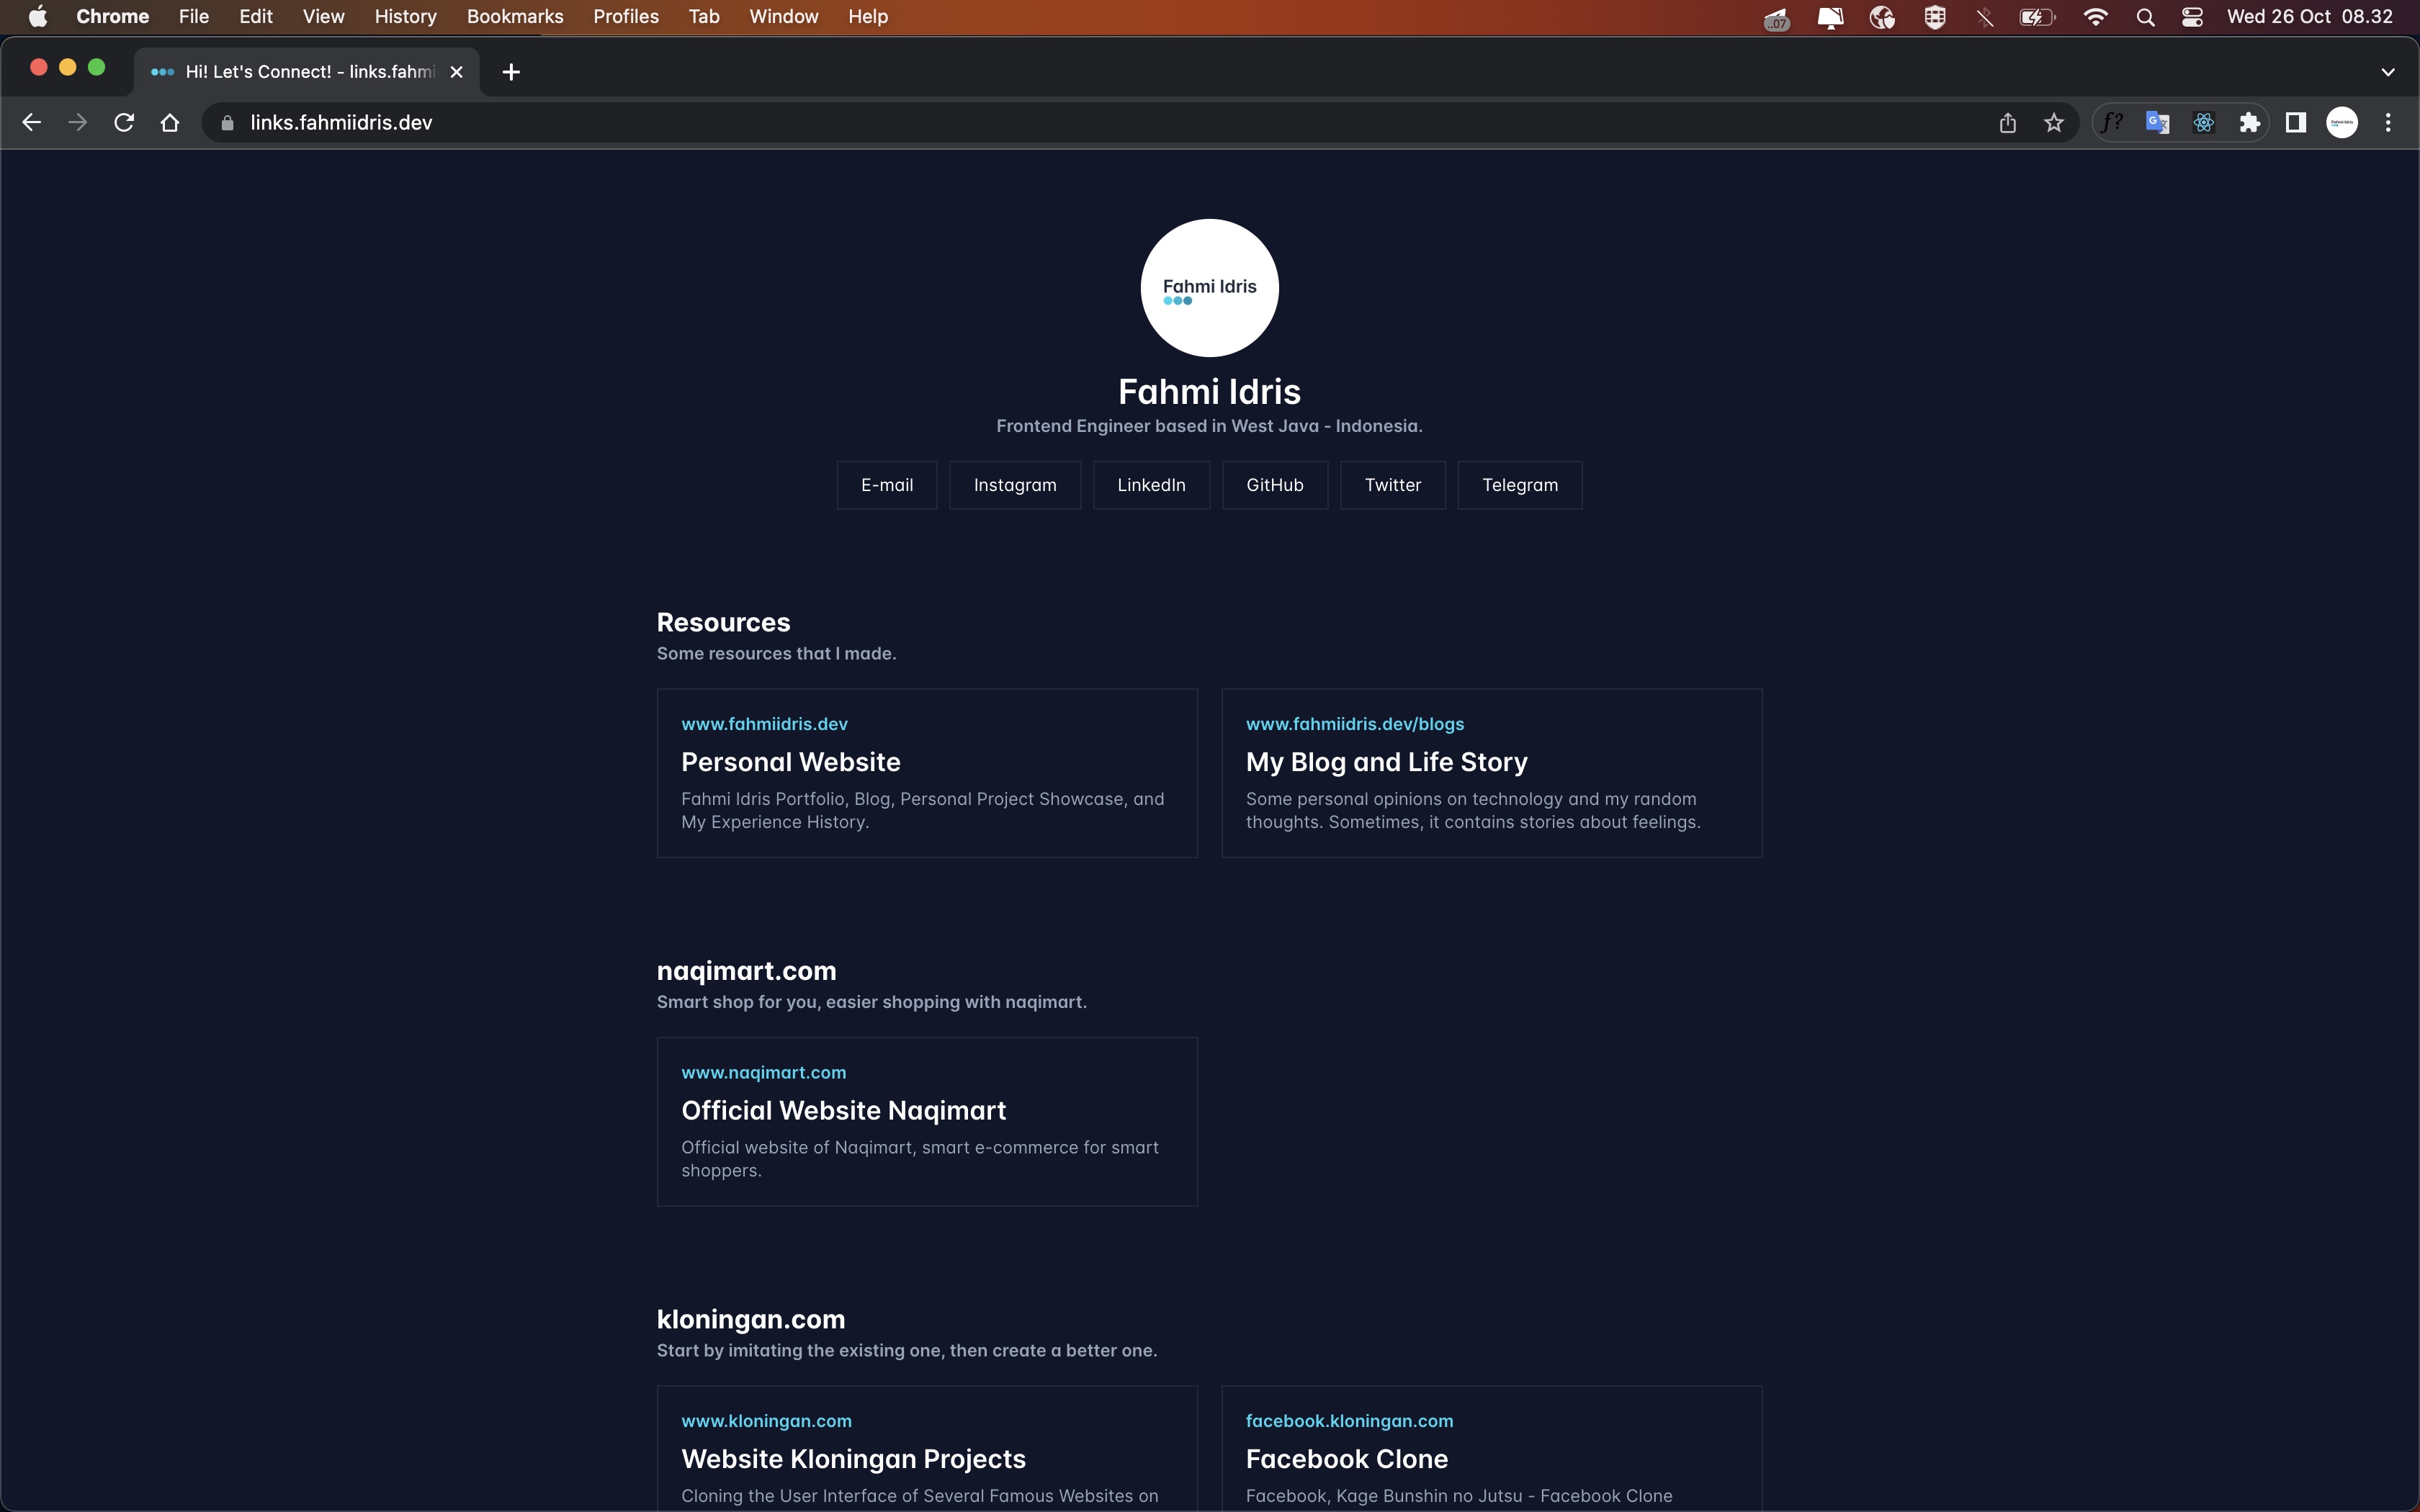 Chrome File Edit View History Bookmarks Profiles Tab Window Help
.07
Wed 26 Oct 08.32
Hi! Let's Connect! - links.fahmi
links.fahmiidris.dev
f?
Fahmi Idris
Fahmi Idris
Fahmi Idris
Frontend Engineer based in West Java - Indonesia.
E-mail
Instagram
LinkedIn
GitHub
Twitter
Telegram
Resources
Some resources that I made.
www.fahmiidris.dev
Personal Website
Fahmi Idris Portfolio, Blog, Personal Project Showcase, and
My Experience History.
www.fahmiidris.dev/blogs
My Blog and Life Story
Some personal opinions on technology and my random
thoughts. Sometimes, it contains stories about feelings.
naqimart.com
Smart shop for you, easier shopping with naqimart.
www.naqimart.com
Official Website Naqimart
Official website of Naqimart, smart e-commerce for smart
shoppers.
kloningan.com
Start by imitating the existing one, then create a better one.
www.kloningan.com
Website Kloningan Projects
Cloning the User Interface of Several Famous Websites on
facebook.kloningan.com
Facebook Clone
Facebook, Kage Bunshin no Jutsu - Facebook Clone